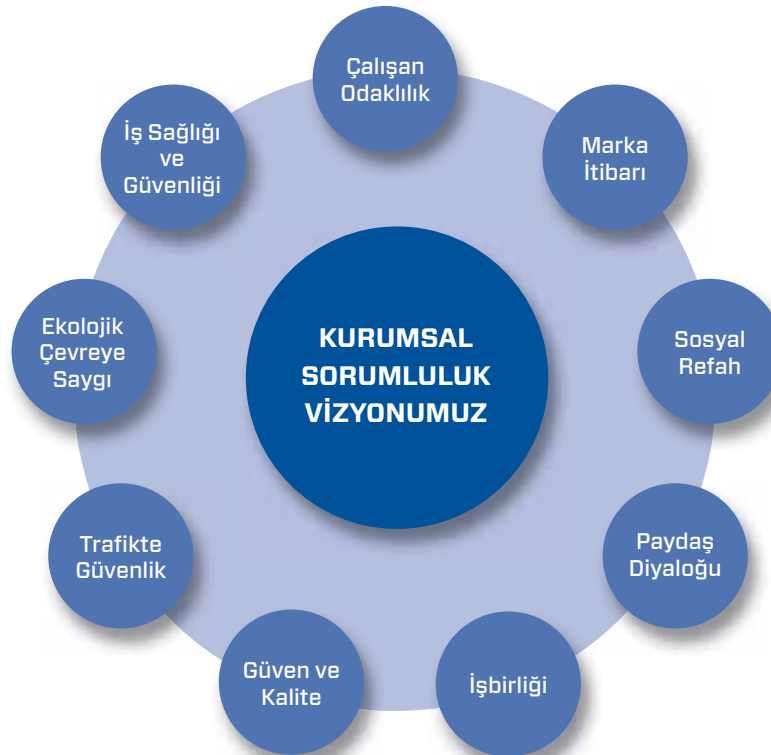 Çalışan
Odaklılık
Marka
İtibarı
Sosyal
Refah
Paydaş
Diyaloğu
İşbirliği
Güven ve
Kalite
Trafikte
Güvenlik
Ekolojik
Çevreye
Saygı
İş Sağlığı
ve
Güvenliği
KURUMSAL
SORUMLULUK
VİZYONUMUZ